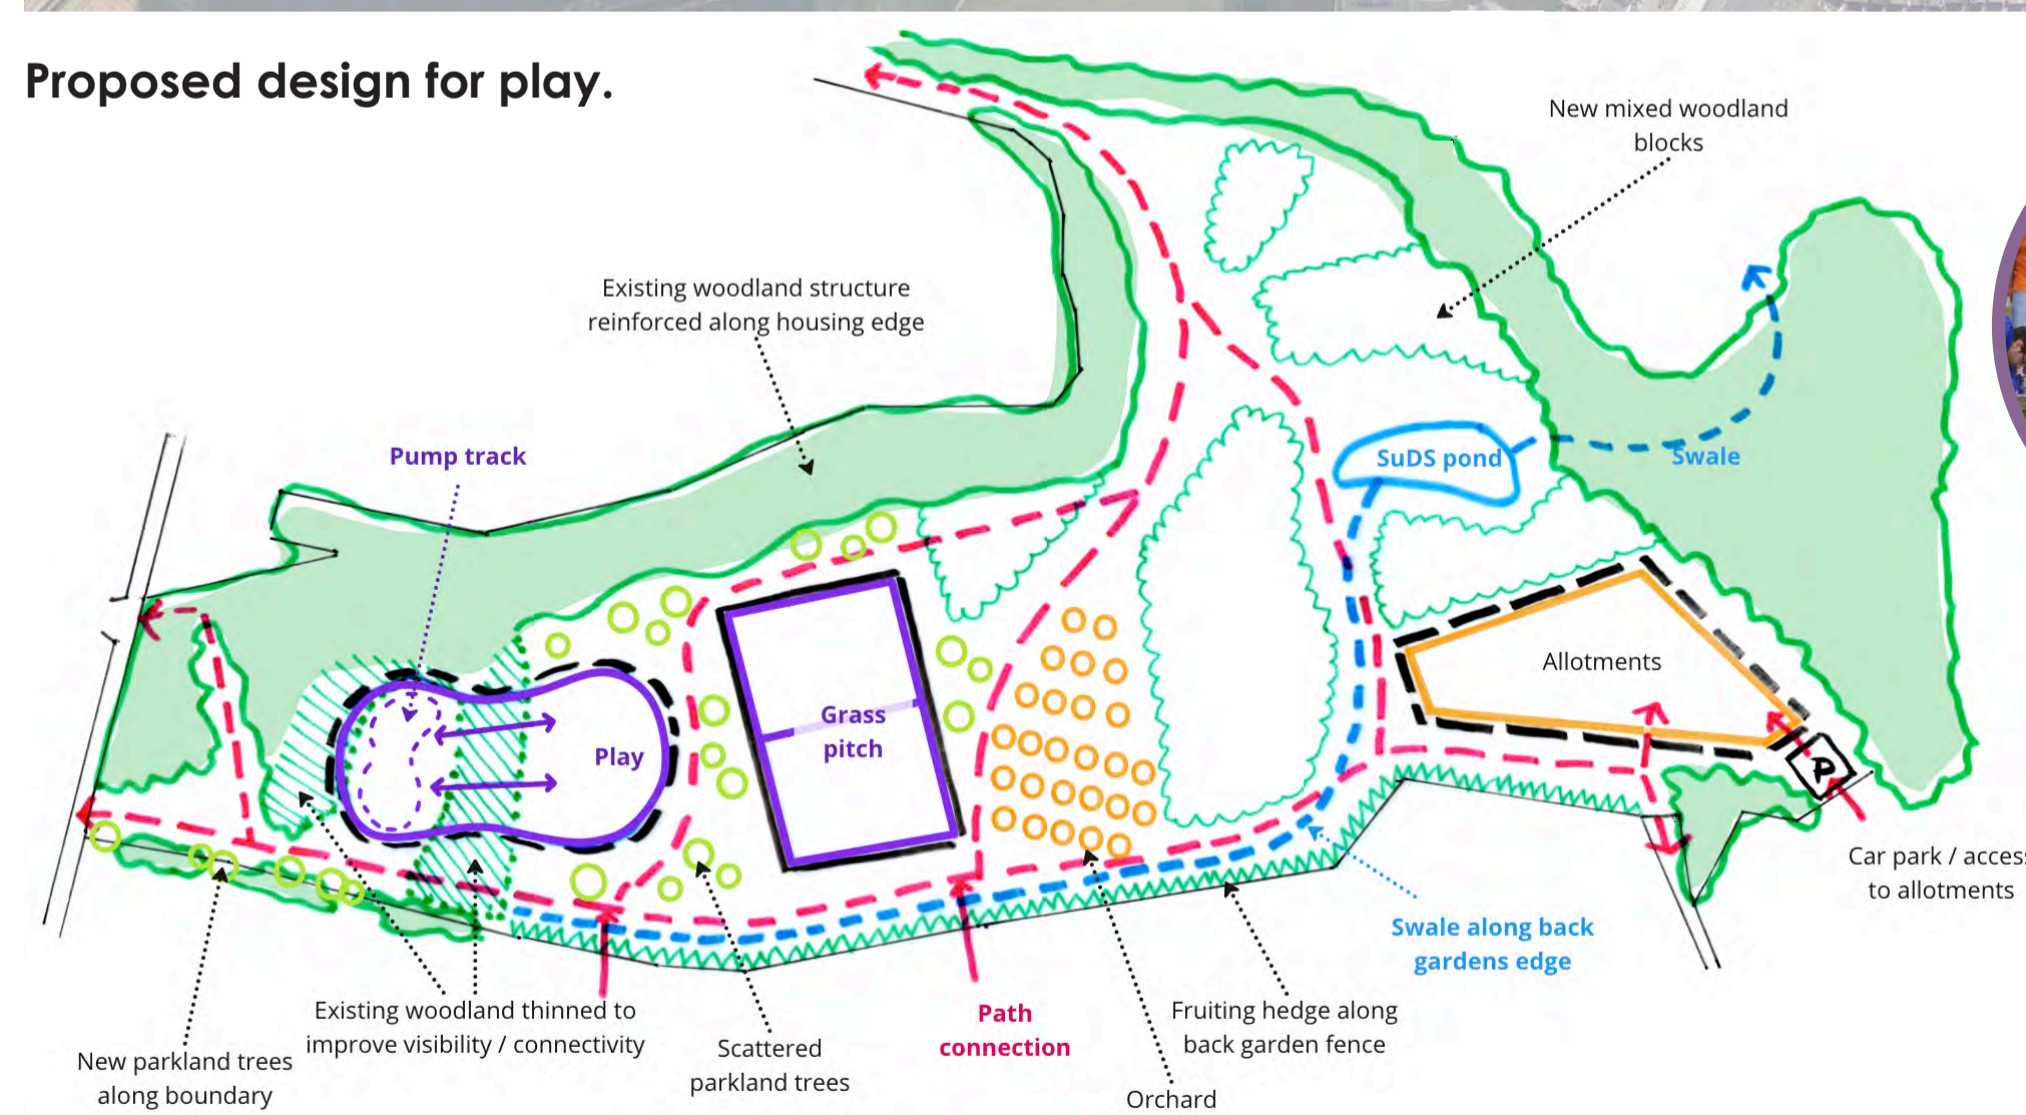 Proposed design for play.
New mixed woodland
blocks
Existing woodland structure
reinforced along housing edge
Pump track
SuDS pond
Swale
Allotments
Grass
pitch
Play
P
Car park / access
to allotments
Swale along back
gardens edge
Existing woodland thinned to
improve visibility / connectivity
Path
connection
Fruiting hedge along
back garden fence
Scattered
parkland trees
New parkland trees
along boundary
Orchard